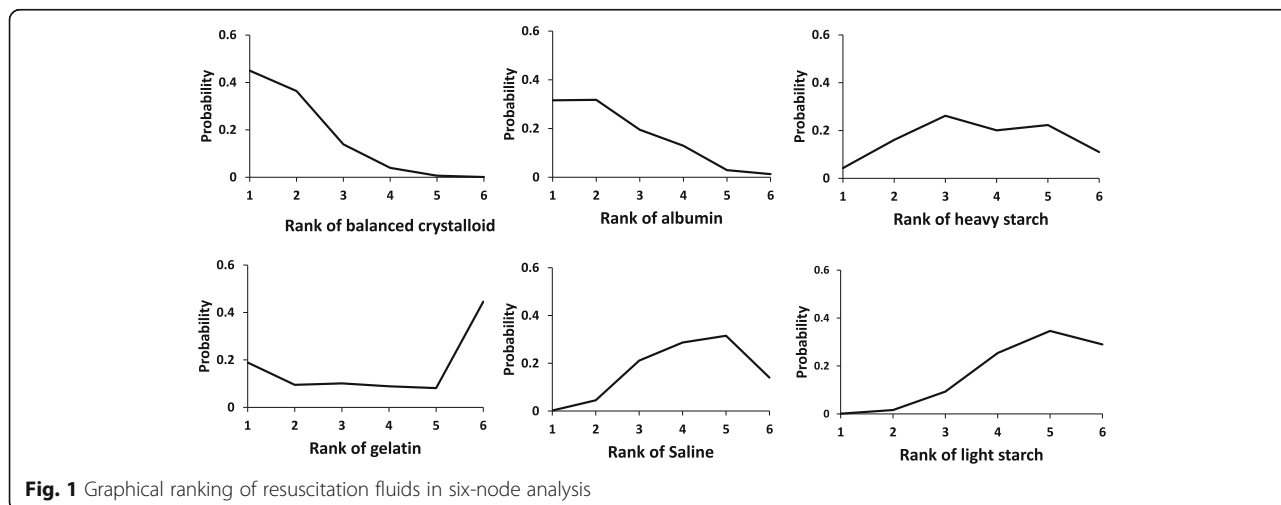 0.6
0.4
0.2
0
Probability
1 2 3 4 5 6
Rank of balanced crystalloid
0.6
0.4
0.2
0
Probability
1 2 3 4 5 6
Rank of albumin
0.6
0.4
0.2
0
Probability
1 2 3 4 5 6
Rank of heavy starch
0.6
0.4
0.2
0
Probability
1 2 3 4 5 6
Rank of gelatin
0.6
0.4
0.2
0
Probability
1 2 3 4 5 6
Rank of Saline
0.6
0.4
0.2
0
Probability
1 2 3 4 5 6
Rank of light starch
Fig. 1 Graphical ranking of resuscitation fluids in six-node analysis